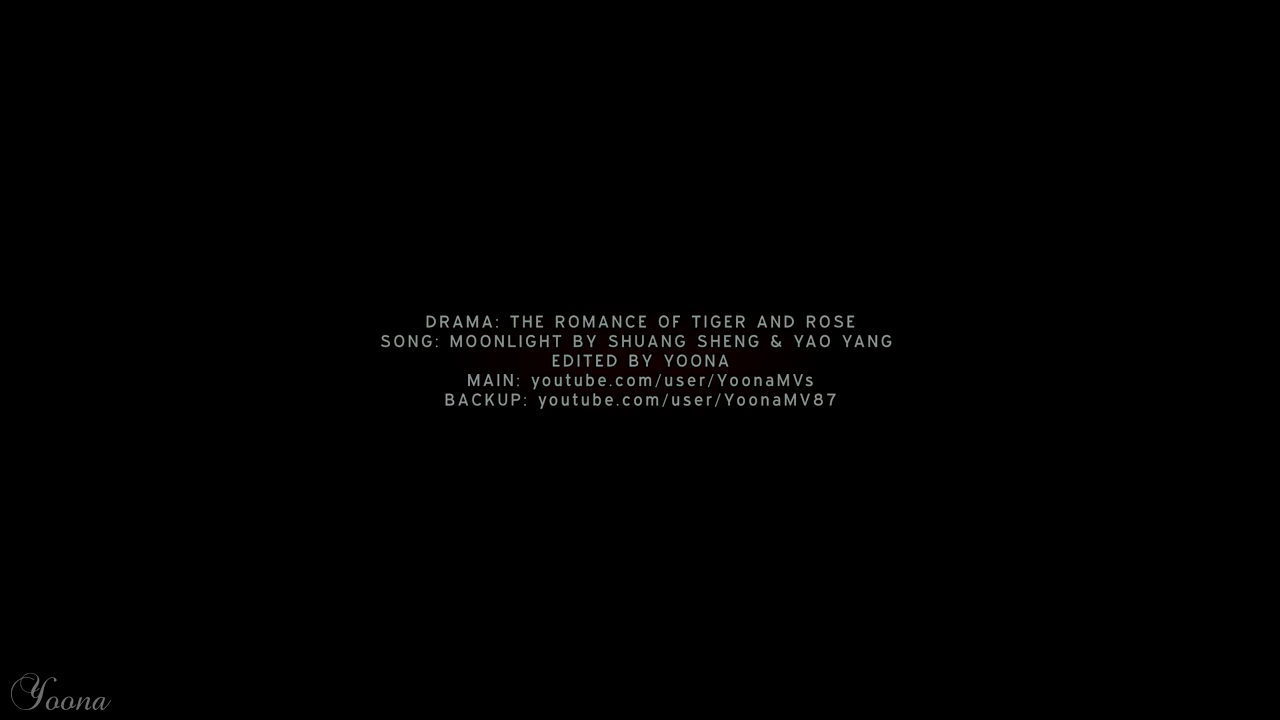 DRAMA: THE ROMANCE OF TIGER AND ROSE
SONG: MOONLIGHT BY SHUANG SHENG & YAO YANG
EDITED BY YOONA
MAIN: youtube.com/user/YoonaMVs
BACKUP: youtube.com/user/YoonaMV87
Yoona